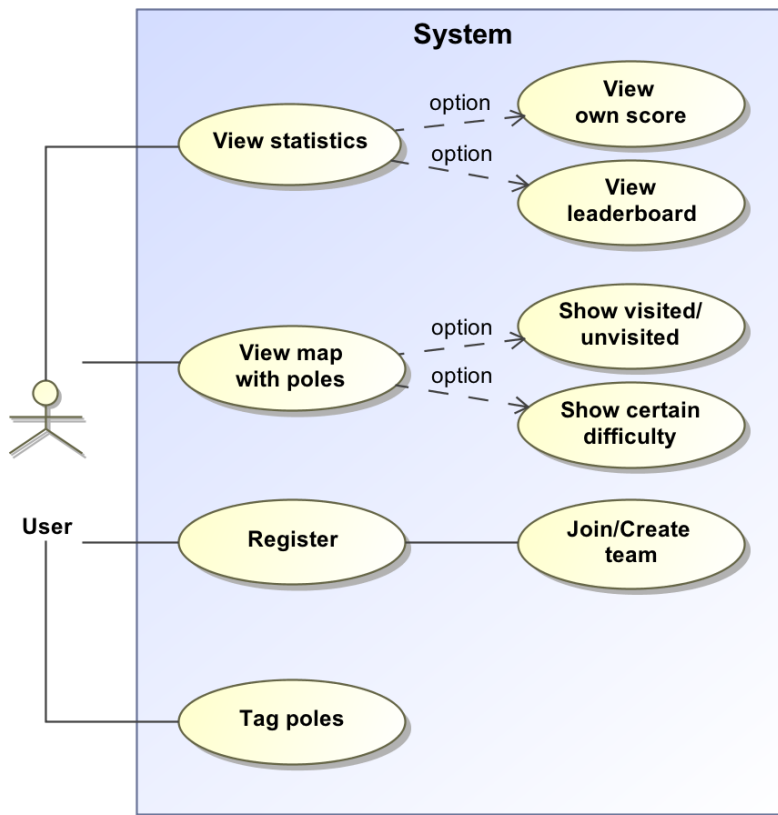 System
View statistics
option
View
own score
option
View
leaderboard
View map
with poles
option
Show visited/
unvisited
option
Show certain
difficulty
User
Register
Join/Create
team
Tag poles